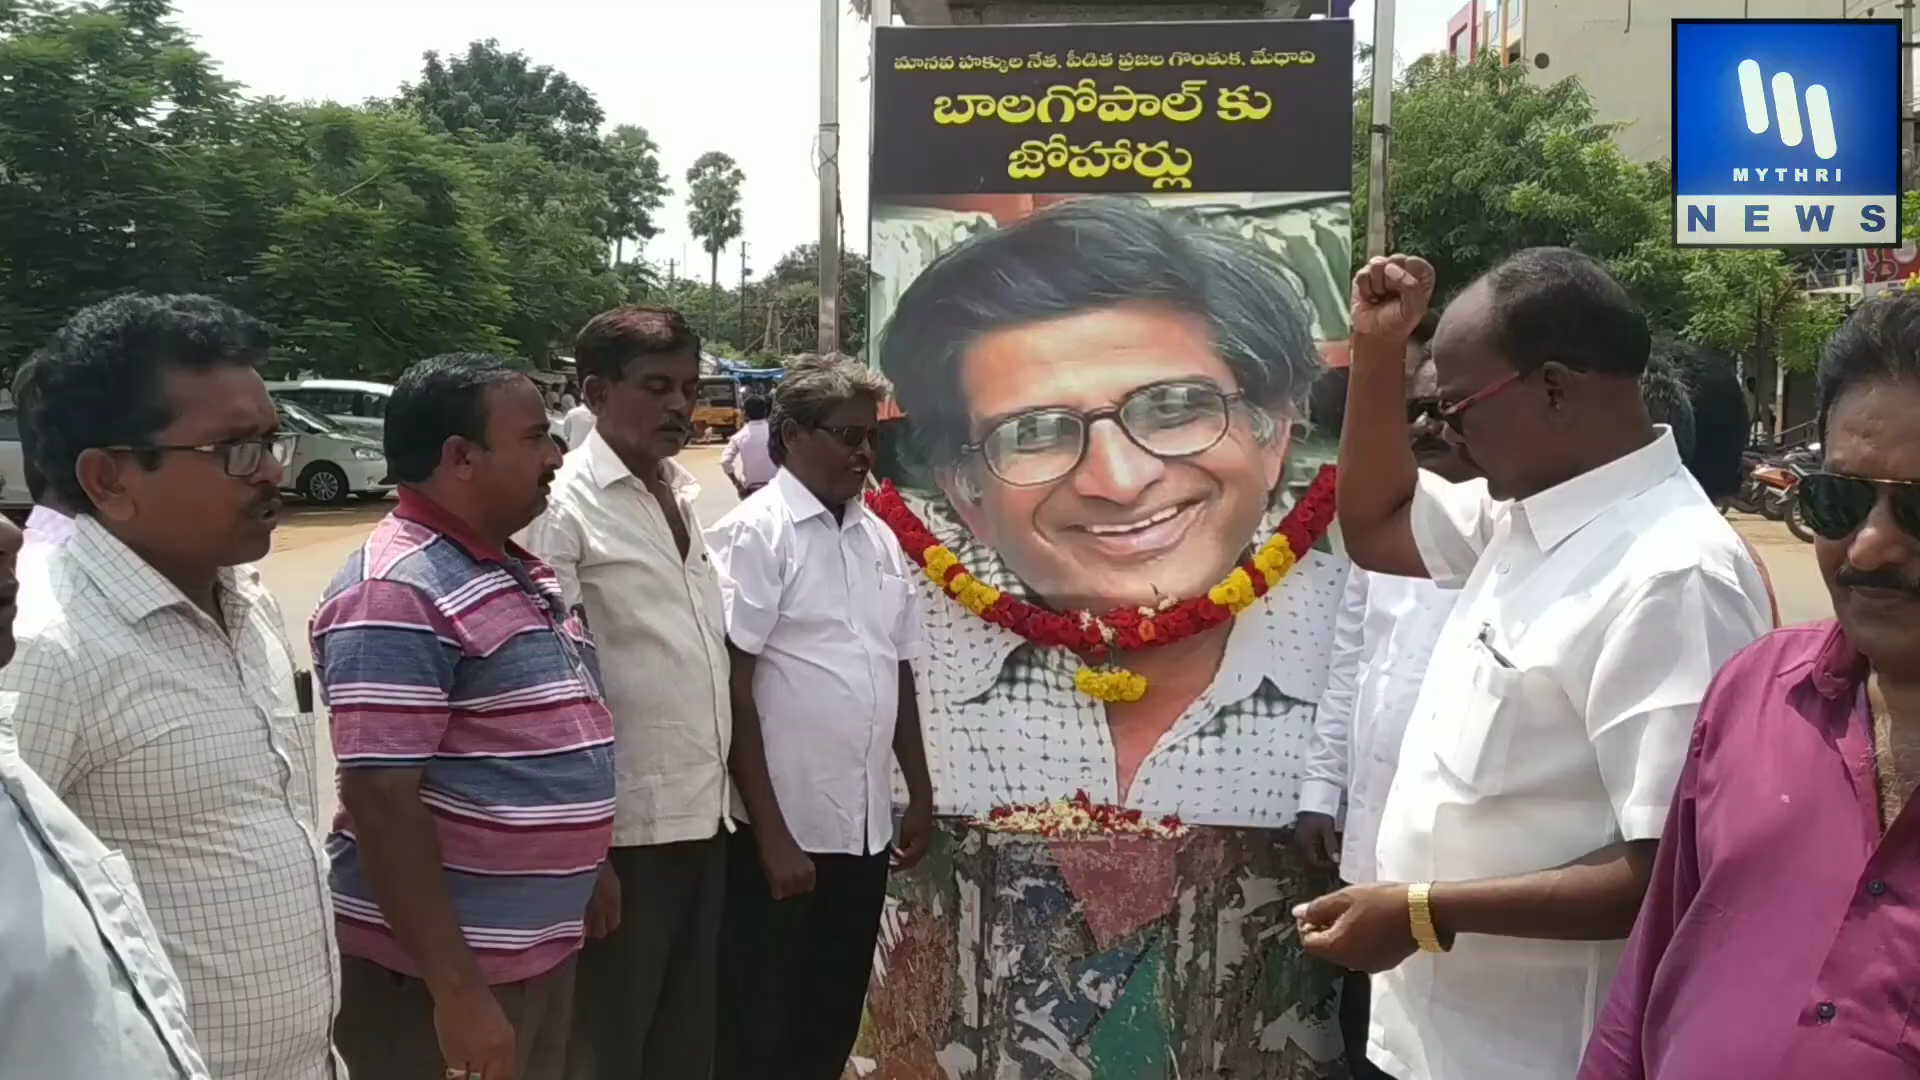 మానవ హక్కుల నేత, పీడిత ప్రజల గొంతుక, మేధావి
బాలగోపాల్ కు
జోహార్లు
MYTHRI
NEWS